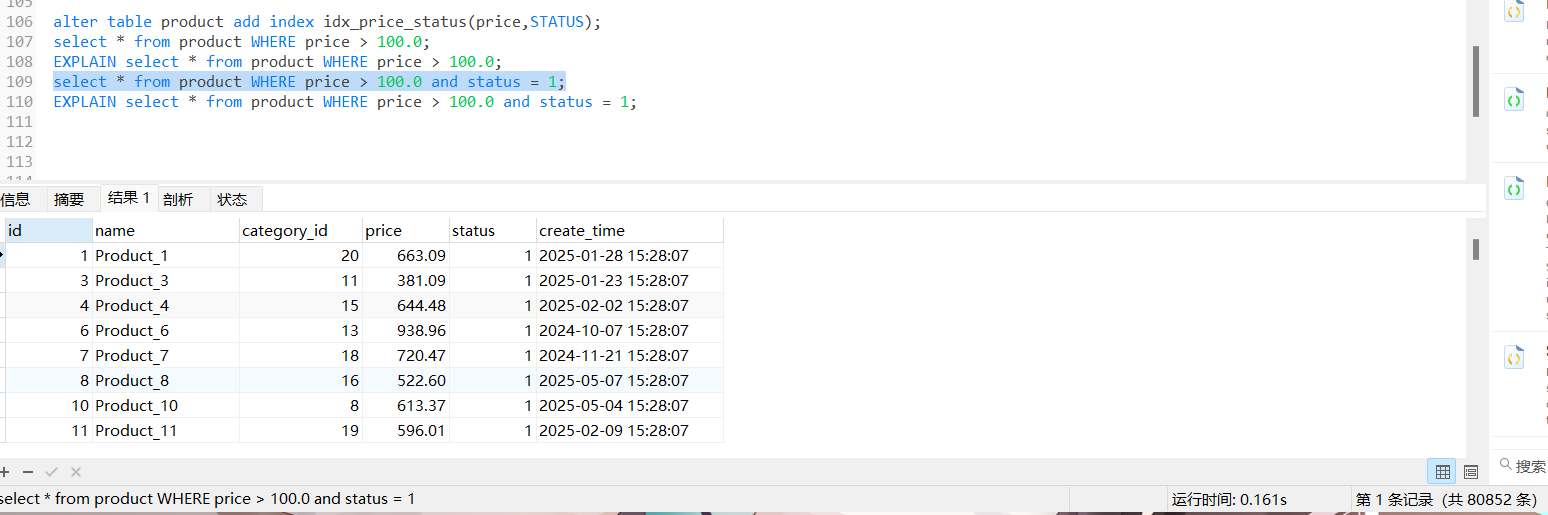 105
106 alter table product add index idx_price_status(price,STATUS);
107 select * from product WHERE price > 100.0;
108 EXPLAIN select * from product WHERE price > 100.0;
109 select * from product WHERE price > 100.0 and status = 1;
110 EXPLAIN select * from product WHERE price > 100.0 and status = 1;
111
112
113
114
信息 摘要 结果 1 剖析 状态
id name category_id price status create_time
1 Product_1 20 663.09 1 2025-01-28 15:28:07
3 Product_3 11 381.09 1 2025-01-23 15:28:07
4 Product_4 15 644.48 1 2025-02-02 15:28:07
6 Product_6 13 938.96 1 2024-10-07 15:28:07
7 Product_7 18 720.47 1 2024-11-21 15:28:07
8 Product_8 16 522.60 1 2025-05-07 15:28:07
10 Product_10 8 613.37 1 2025-05-04 15:28:07
11 Product_11 19 596.01 1 2025-02-09 15:28:07
搜索
select * from product WHERE price > 100.0 and status = 1
运行时间: 0.161s
第 1 条记录 (共 80852 条)